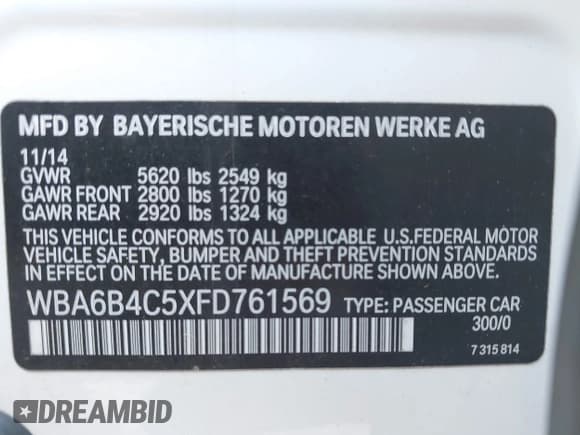 MFD BY BAYERISCHE MOTOREN WERKE AG
11/14
GVWR 5620 lbs 2549 kg
GAWR FRONT 2800 lbs 1270 kg
GAWR REAR 2920 lbs 1324 kg
THIS VEHICLE CONFORMS TO ALL APPLICABLE U.S.FEDERAL MOTOR
VEHICLE SAFETY, BUMPER AND THEFT PREVENTION STANDARDS
IN EFFECT ON THE DATE OF MANUFACTURE SHOWN ABOVE.
WBA6B4C5XFD761569 TYPE: PASSENGER CAR
300/0
7 315 814
DREAMBID